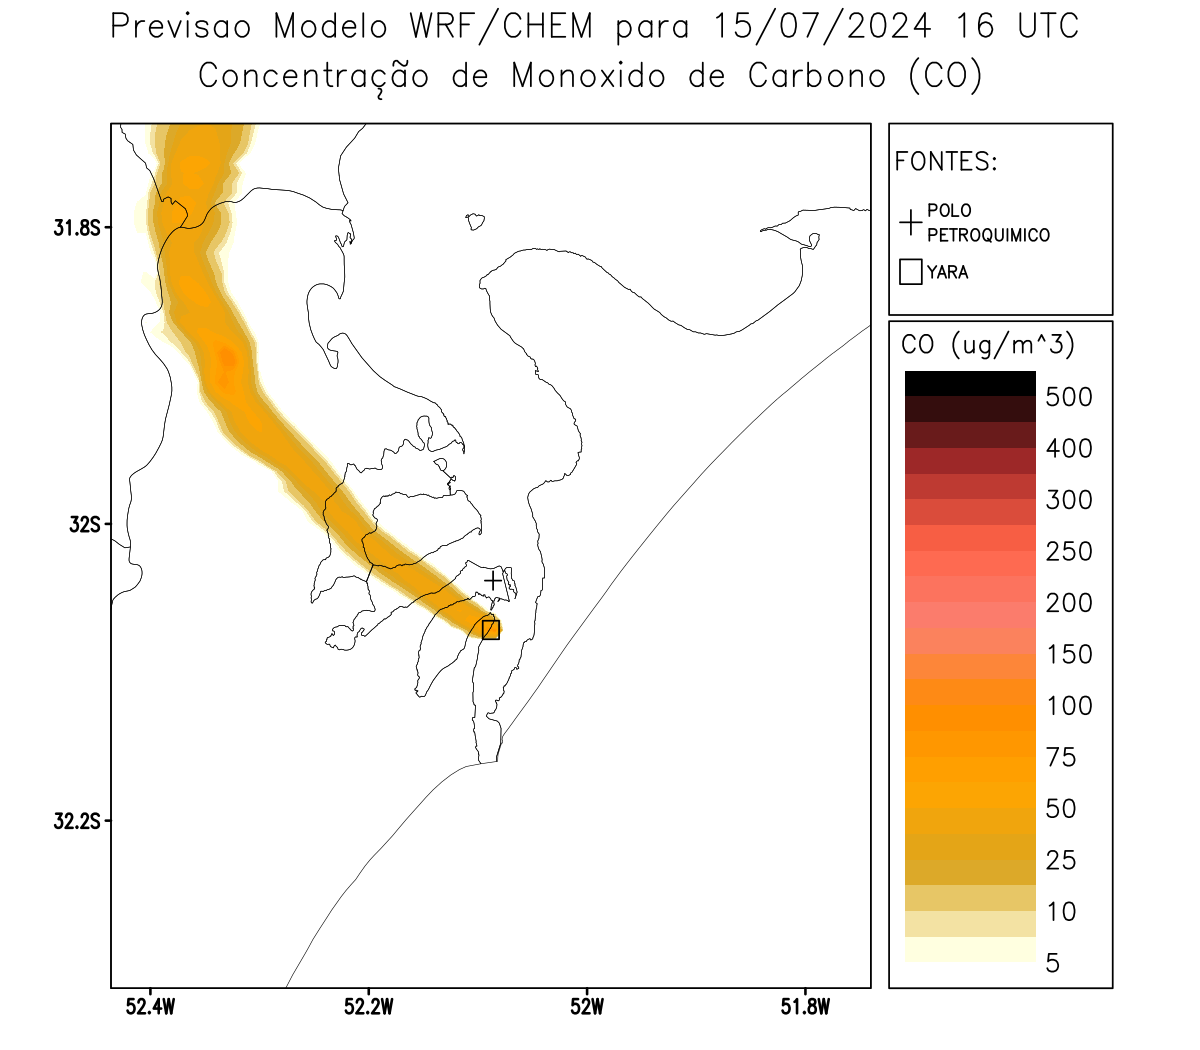 Previsao Modelo WRF/CHEM para 15/07/2024 16 UTC
Concentração de Monoxido de Carbono (CO)
FONTES:
POLO
PETROQUIMICO
YARA
CO (ug/m^3)
500
400
300
250
200
150
100
75
50
25
10
5
31.8S
32S
32.2S
52.4W
52.2W
52W
51.8W